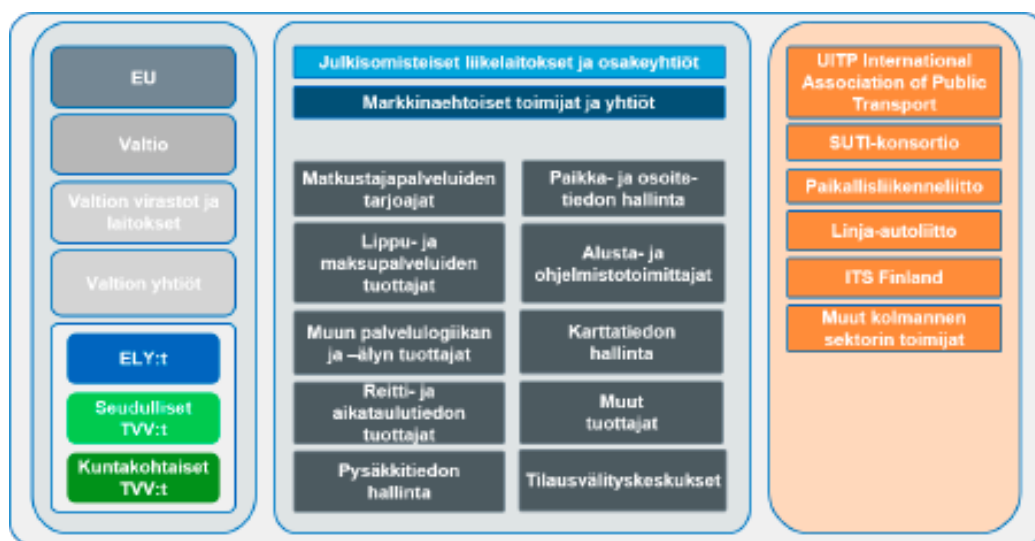 EU
Valtio
Valtion virastot ja
laitokset
Valtion yhtiöt
ELY:t
Seudulliset
TVV:t
Kuntakohtaiset
TVV:t
Julkisomisteiset liikelaitokset ja osakeyhtiöt
Markkinaehtoiset toimijat ja yhtiöt
Matkustajapalveluiden
tarjoajat
Lippu- ja
maksupalveluiden
tuottajat
Muun palvelulogiikan
ja –älyn tuottajat
Reitti- ja
aikataulutiedon
tuottajat
Pysäkkitiedon
hallinta
Paikka- ja osoite-
tiedon hallinta
Alusta- ja
ohjelmistotoimittajat
Karttatiedon
hallinta
Muut
tuottajat
Tilausvälityskeskukset
UITP International
Association of Public
Transport
SUTI-konsortio
Paikallisliikenneliitto
Linja-autoliitto
ITS Finland
Muut kolmannen
sektorin toimijat